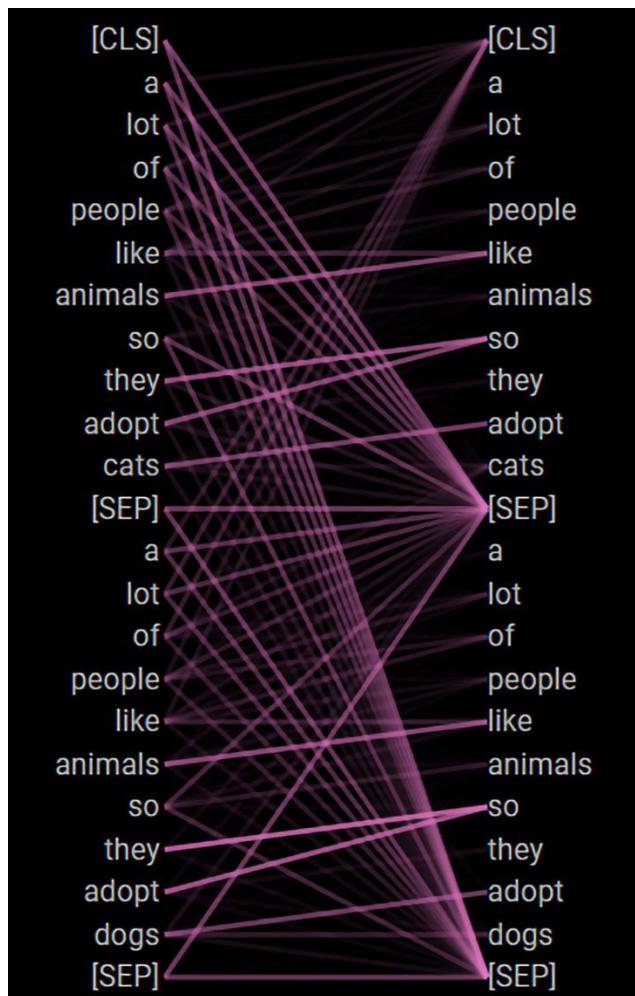 [CLS] [CLS]
a a
lot lot
of of
people people
like like
animals animals
so so
they they
adopt adopt
cats cats
[SEP] [SEP]
a a
lot lot
of of
people people
like like
animals animals
so so
they they
adopt adopt
dogs dogs
[SEP] [SEP]